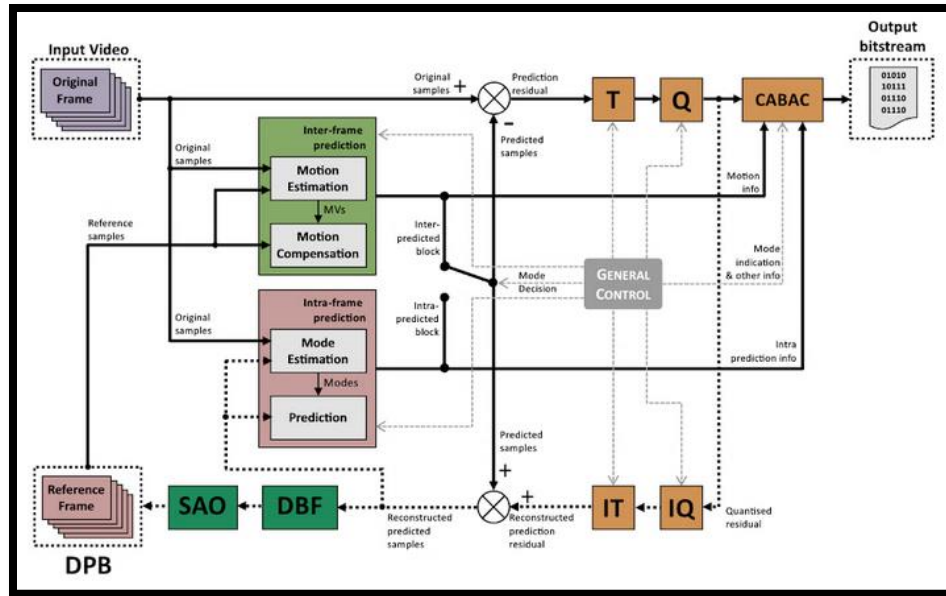 Input Video
Original
Frame
Original
samples
+
Prediction
residual
T
Q
CABAC
Output
bitstream
01010
10111
01110
01110
–
Predicted
samples
Inter-frame
prediction
Original
samples
Motion
Estimation
MVs
Motion
Compensation
Reference
samples
Motion
info
Inter-
predicted
block
Mode
Decision
GENERAL
CONTROL
Mode
indication
& other info
Intra-frame
prediction
Original
samples
Mode
Estimation
Modes
Prediction
Intra-
predicted
block
Intra
prediction info
Predicted
samples
+
+
Reference
Frame
DPB
SAO
DBF
Reconstructed
predicted
samples
Reconstructed
prediction
residual
IT
IQ
Quantised
residual